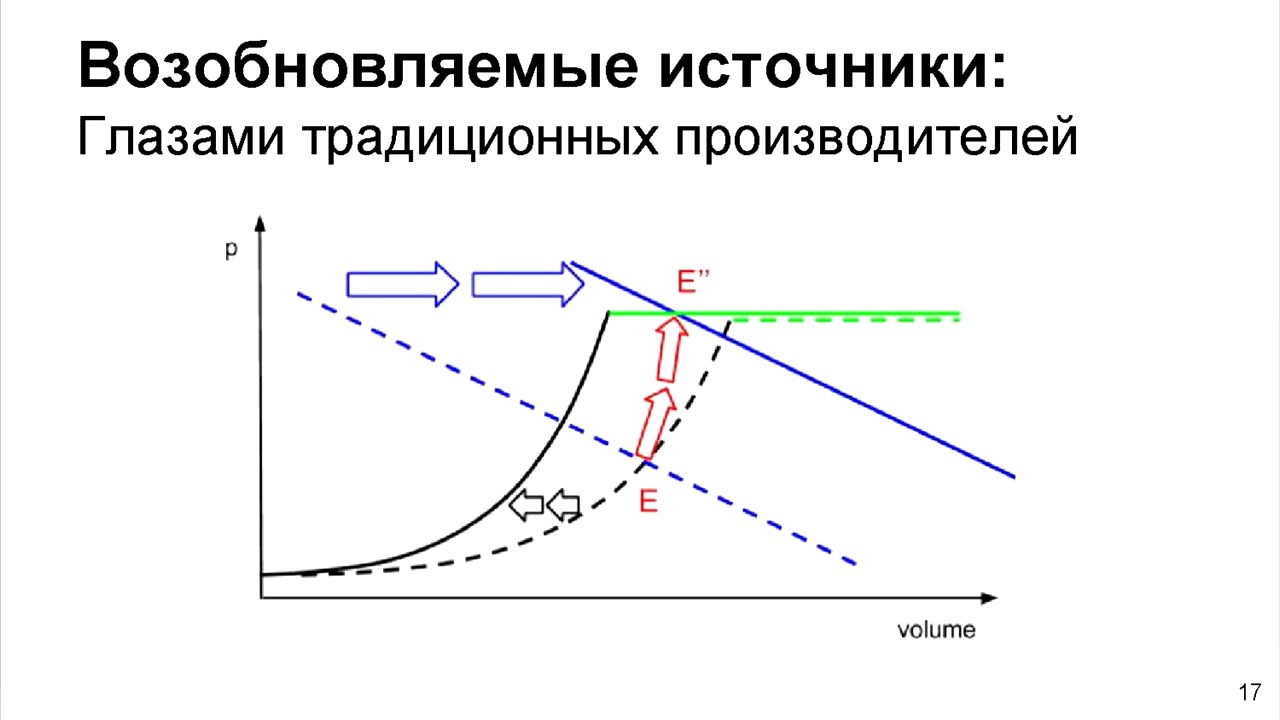 Возобновляемые источники:
Глазами традиционных производителей
p
E”
E
volume
17